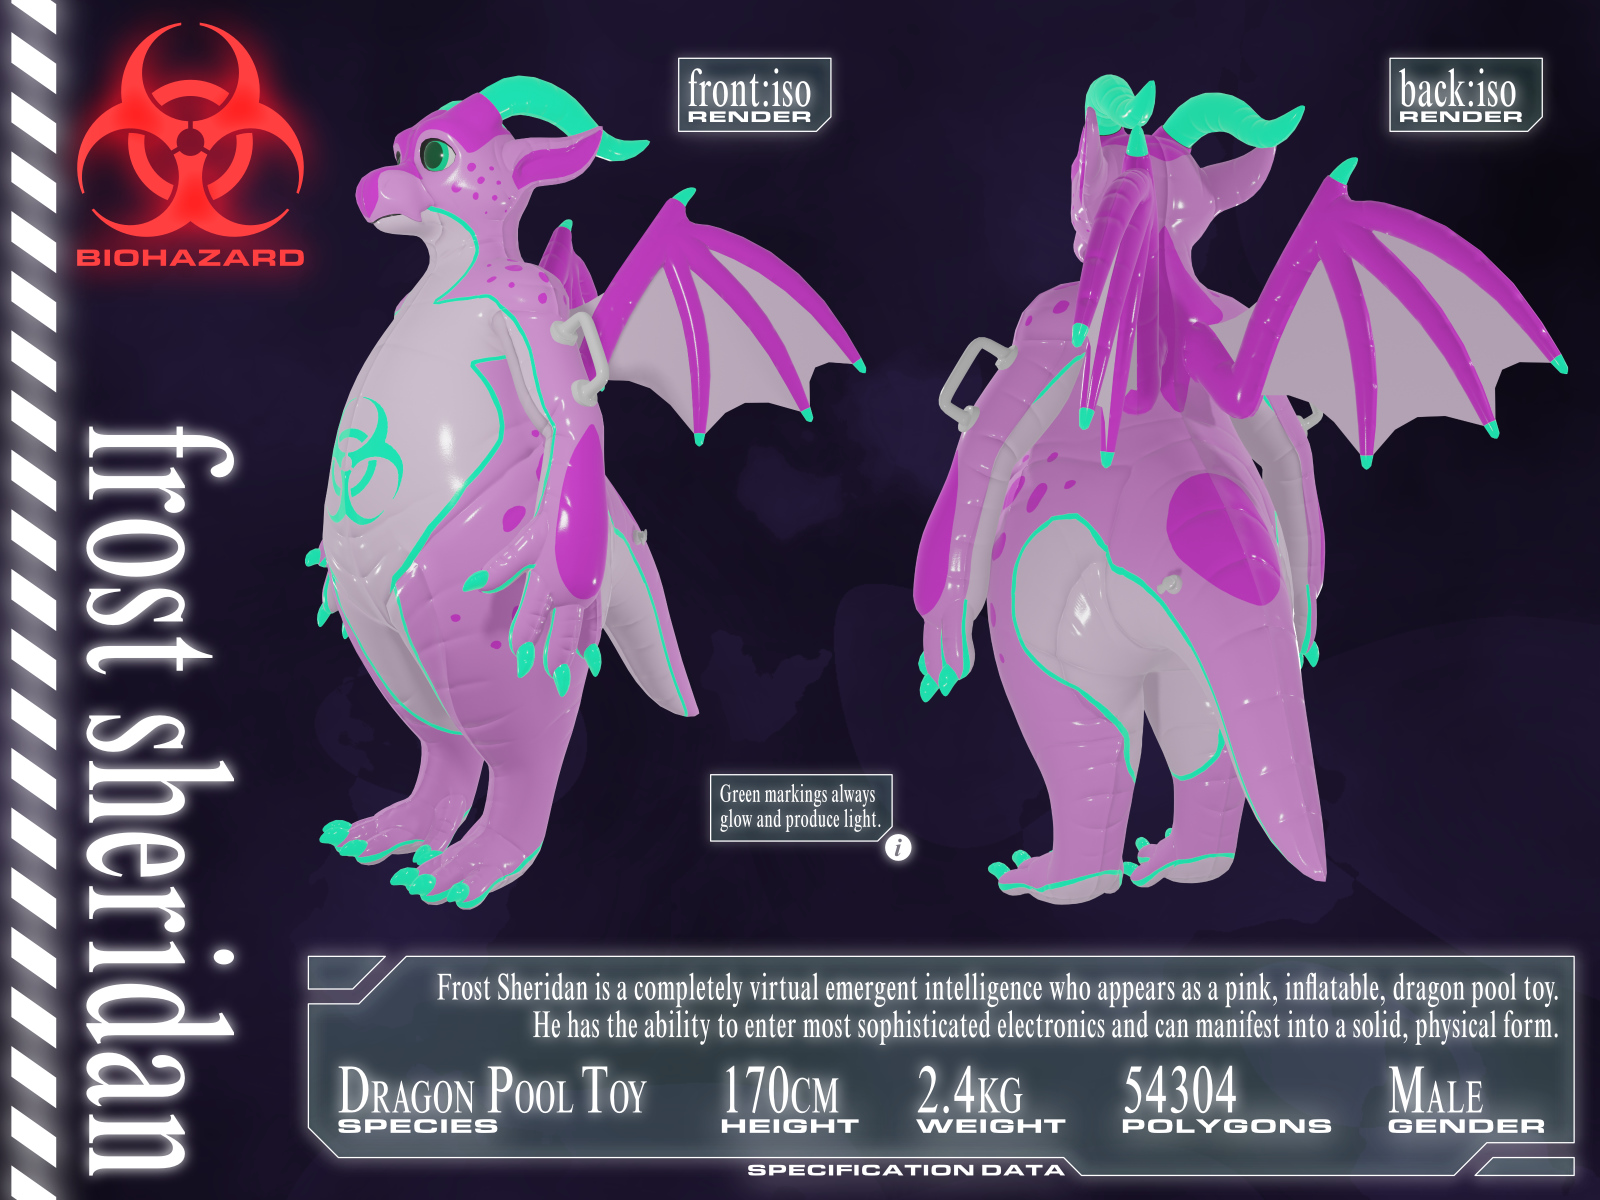 BIOHAZARD
frost sheridan
front:iso
RENDER
back:iso
RENDER
Green markings always
glow and produce light.
i
Frost Sheridan is a completely virtual emergent intelligence who appears as a pink, inflatable, dragon pool toy.
He has the ability to enter most sophisticated electronics and can manifest into a solid, physical form.
Dragon Pool Toy
SPECIES
170cm
HEIGHT
2.4kg
WEIGHT
54304
POLYGONS
Male
GENDER
SPECIFICATION DATA